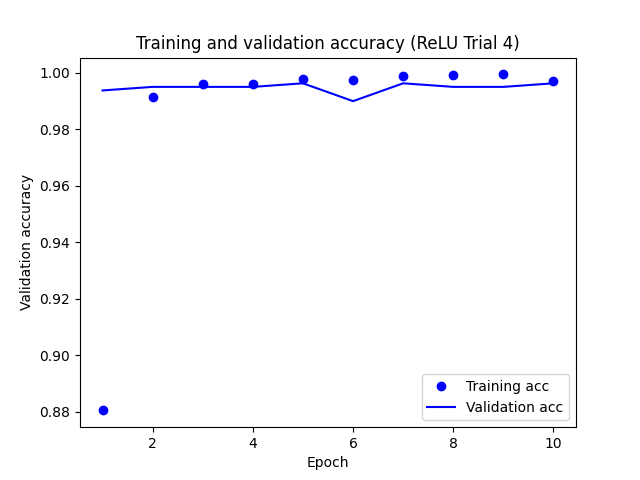 Training and validation accuracy (ReLU Trial 4)
Validation accuracy
1.00
0.98
0.96
0.94
0.92
0.90
0.88
Training acc
Validation acc
2
4
6
8
10
Epoch